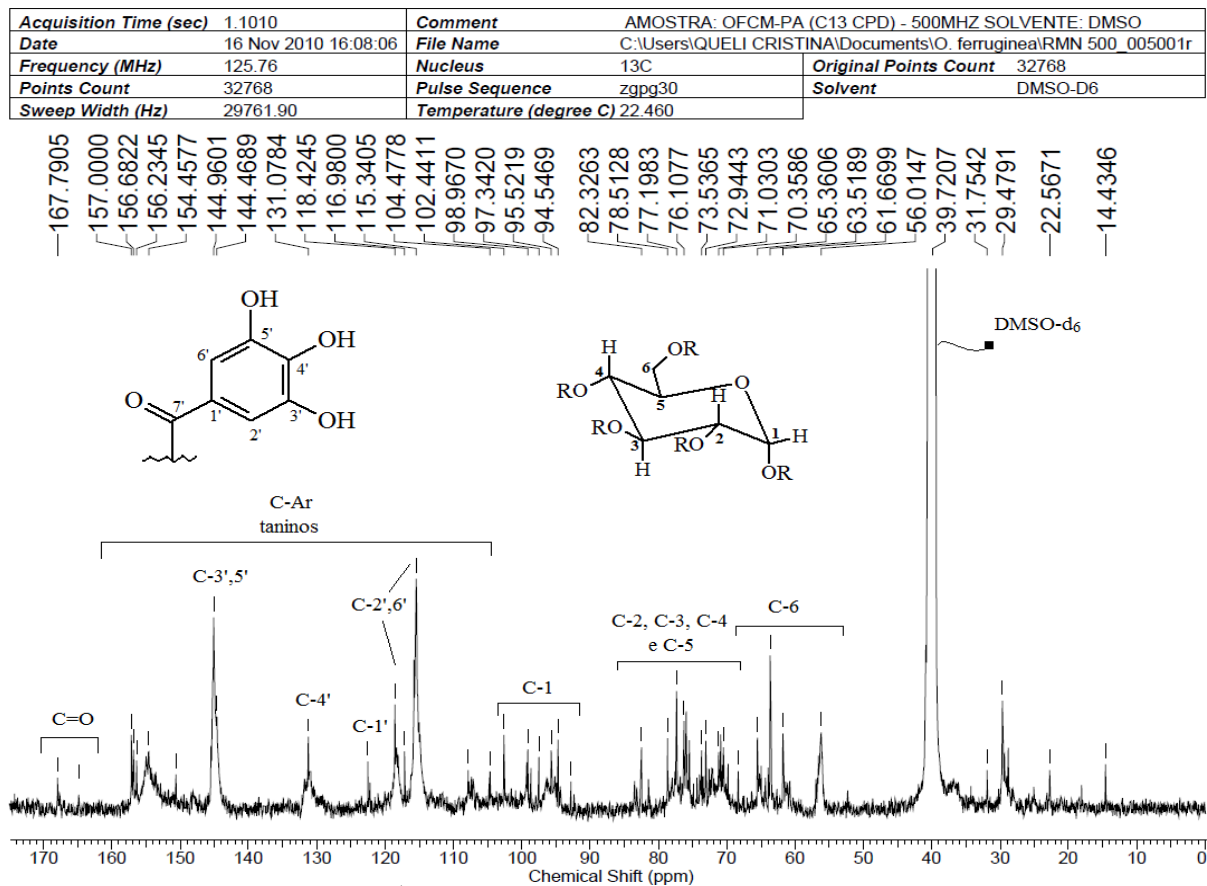 Acquisition Time (sec) 1.1010 Comment AMOSTRA: OFCM-PA (C13 CPD) - 500MHZ SOLVENTE: DMSO
Date 16 Nov 2010 16:08:06 File Name C:\Users\QUELI CRISTINA\Documents\O. ferruginea\RMN 500_005001r
Frequency (MHz) 125.76 Nucleus 13C Original Points Count 32768
Points Count 32768 Pulse Sequence zgpg30 Solvent DMSO-D6
Sweep Width (Hz) 29761.90 Temperature (degree C) 22.460
167.7905
157.0000
156.6822
156.2345
154.4577
144.9601
144.4689
131.0784
118.4245
116.9800
115.3405
104.4778
102.4411
98.9670
97.3420
95.5219
94.5469
82.3263
78.5128
77.1983
76.1077
73.5365
72.9443
71.0303
70.3586
65.3606
63.5189
61.6699
56.0147
39.7207
31.7542
29.4791
22.5671
14.4346
OH
5'
6'
OH
4'
O
7'
1'
3'
OH
2'
H
6
OR
4
RO
5
O
H
RO
3
RO
2
1
H
H
OR
DMSO-d6
C-Ar
taninos
C-3',5'
C-2',6'
C-4'
C-1'
C=O
C-1
C-2, C-3, C-4
e C-5
C-6
170 160 150 140 130 120 110 100 90 80 70 60 50 40 30 20 10 0
Chemical Shift (ppm)